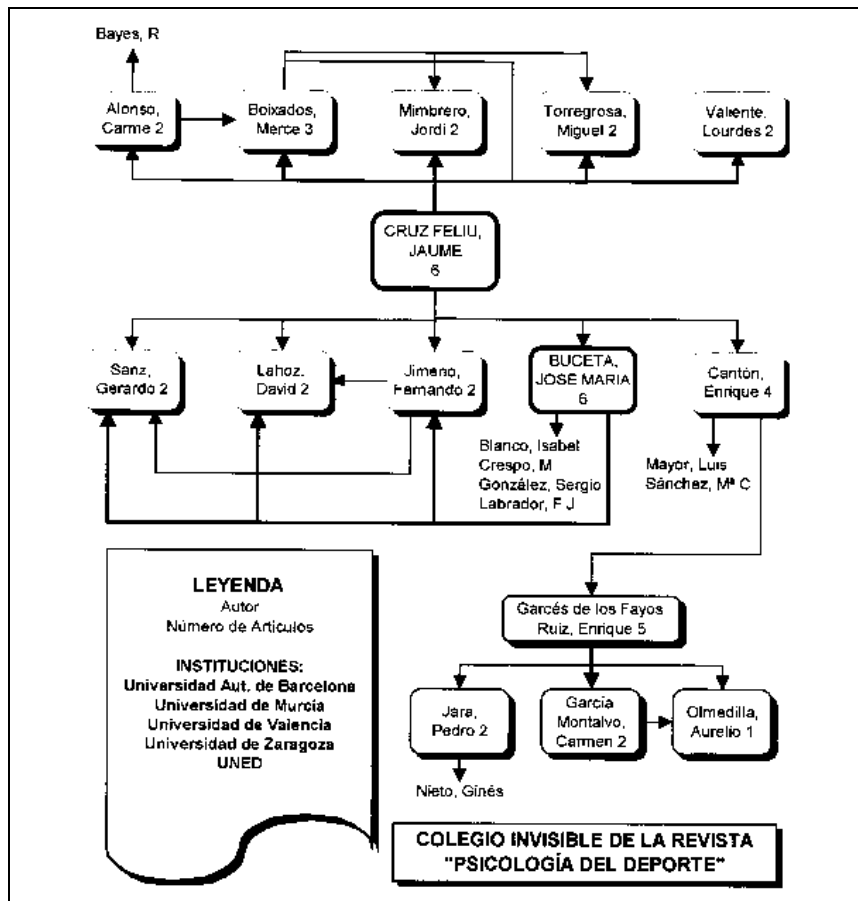 Bayes, R
Alonso,
Carme 2
Boixados,
Merce 3
Mimbrero,
Jordi 2
Torregrosa,
Miguel 2
Valiente,
Lourdes 2
CRUZ FELIU,
JAUME
6
Sanz,
Gerardo 2
Lahoz,
David 2
Jimeno,
Fernando 2
BUCETA,
JOSE MARIA
6
Cantón,
Enrique 4
Blanco, Isabel
Crespo, M
González, Sergio
Labrador, F J
Mayor, Luis
Sánchez, Mª C
LEYENDA
Autor
Número de Artículos
INSTITUCIONES:
Universidad Aut. de Barcelona
Universidad de Murcia
Universidad de Valencia
Universidad de Zaragoza
UNED
Garcés de los Fayos
Ruiz, Enrique 5
Jara,
Pedro 2
García
Montalvo,
Carmen 2
Olmedilla,
Aurelio 1
Nieto, Ginés
COLEGIO INVISIBLE DE LA REVISTA
"PSICOLOGÍA DEL DEPORTE"